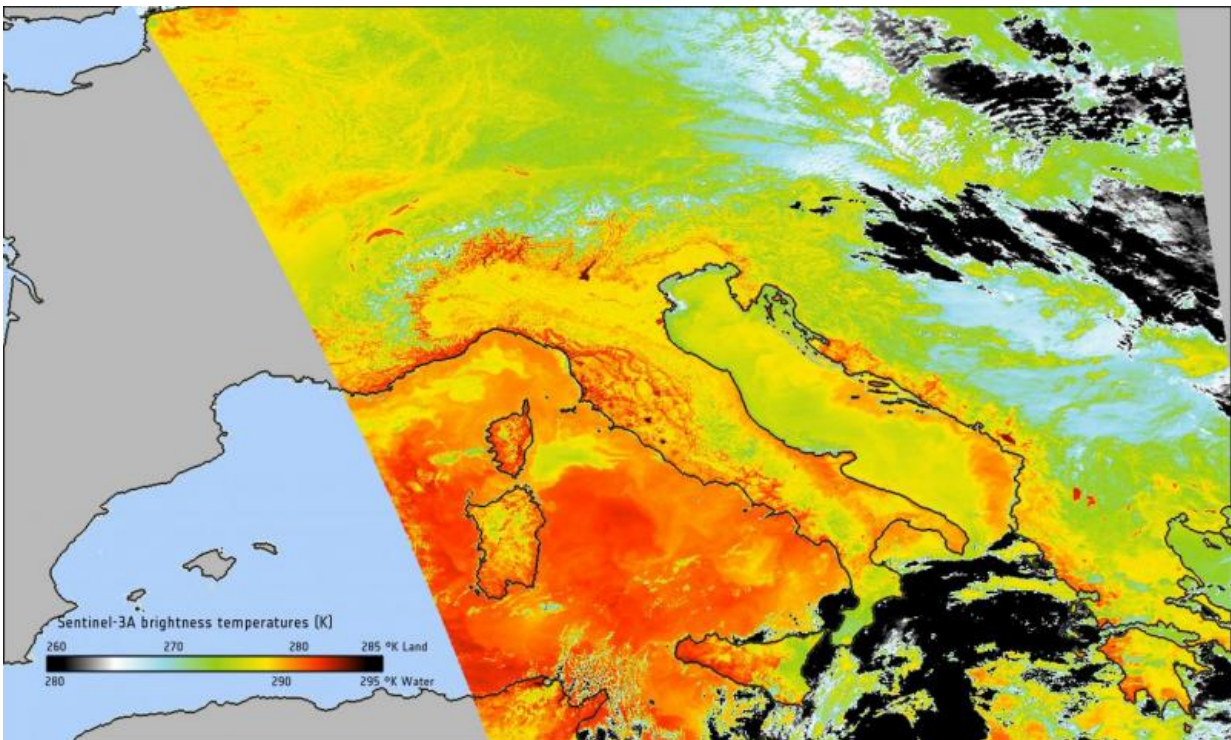 Sentinel-3A brightness temperatures [K]
260 270 280 285 °K Land
280 290 295 °K Water